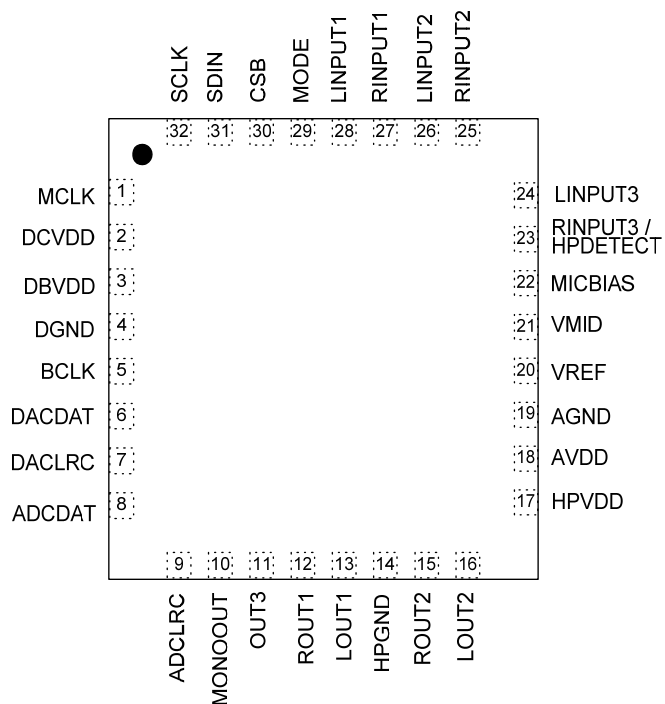 SCLK
SDIN
CSB
MODE
LINPUT1
RINPUT1
LINPUT2
RINPUT2
32 31 30 29 28 27 26 25
MCLK 1
DCVDD 2
DBVDD 3
DGND 4
BCLK 5
DACDAT 6
DACLRC 7
ADCDAT 8
24 LINPUT3
23 RINPUT3 /
HPDETECT
22 MICBIAS
21 VMID
20 VREF
19 AGND
18 AVDD
17 HPVDD
9 10 11 12 13 14 15 16
ADCLRC
MONOOUT
OUT3
ROUT1
LOUT1
HPGND
ROUT2
LOUT2